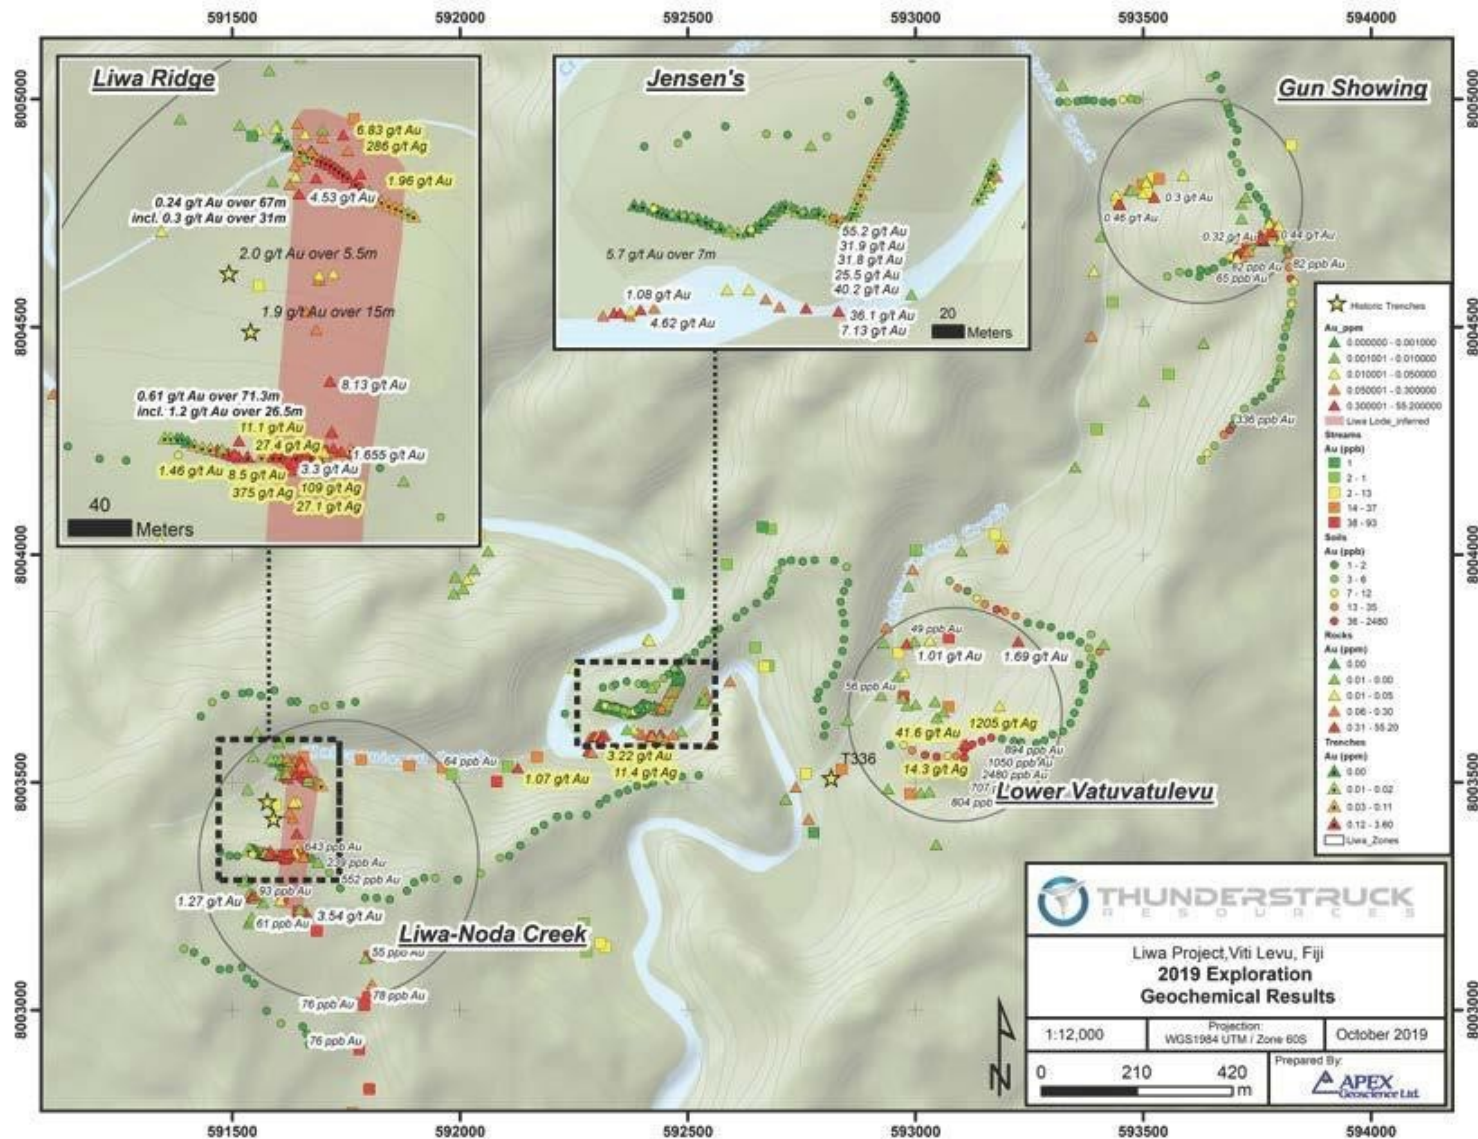 591500 592000 592500 593000 593500 594000
8005000
8004500
8004000
8003500
8003000
Liwa Ridge
6.83 g/t Au
286 g/t Ag
1.96 g/t Au
4.53 g/t Au
0.24 g/t Au over 67m
incl. 0.3 g/t Au over 31m
2.0 g/t Au over 5.5m
1.9 g/t Au over 15m
8.13 g/t Au
0.61 g/t Au over 71.3m
incl. 1.2 g/t Au over 26.5m
11.1 g/t Au
27.4 g/t Ag
1.655 g/t Au
1.46 g/t Au
8.5 g/t Au
3.3 g/t Au
375 g/t Ag
109 g/t Ag
27.1 g/t Ag
40
Meters
Jensen's
55.2 g/t Au
31.9 g/t Au
31.8 g/t Au
25.5 g/t Au
40.2 g/t Au
5.7 g/t Au over 7m
1.08 g/t Au
4.62 g/t Au
36.1 g/t Au
7.13 g/t Au
20
Meters
Gun Showing
0.3 g/t Au
0.46 g/t Au
0.32 g/t Au
0.44 g/t Au
62 ppb Au
82 ppb Au
65 ppb Au
336 ppb Au
49 ppb Au
1.01 g/t Au
1.69 g/t Au
56 ppb Au
1205 g/t Ag
41.6 g/t Au
894 ppb Au
1050 ppb Au
14.3 g/t Ag
2480 ppb Au
707
804 ppb
Lower Vatuvatulevu
T336
3.22 g/t Au
11.4 g/t Ag
64 ppb Au
1.07 g/t Au
643 ppb Au
239 ppb Au
552 ppb Au
93 ppb Au
1.27 g/t Au
3.54 g/t Au
61 ppb Au
Liwa-Noda Creek
55 ppb Au
78 ppb Au
76 ppb Au
76 ppb Au
Historic Trenches
Au_ppm
0.000000 - 0.001000
0.001001 - 0.010000
0.010001 - 0.050000
0.050001 - 0.300000
0.300001 - 55.200000
Liwa Lode_inferred
Streams
Au (ppb)
1
2 - 1
2 - 13
14 - 37
38 - 93
Soils
Au (ppb)
1 - 2
3 - 6
7 - 12
13 - 35
36 - 2480
Rocks
Au (ppm)
0.00
0.01 - 0.00
0.01 - 0.05
0.06 - 0.30
0.31 - 55.20
Trenches
Au (ppm)
0.00
0.01 - 0.02
0.03 - 0.11
0.12 - 3.60
Liwa_Zones
THUNDERSTRUCK
RESOURCES
Liwa Project,Viti Levu, Fiji
2019 Exploration
Geochemical Results
1:12,000
Projection:
WGS1984 UTM / Zone 60S
October 2019
0 210 420
m
N
Prepared By:
APEX
Geoscience Ltd.
8005000
8004500
8004000
8003500
8003000
591500 592000 592500 593000 593500 594000